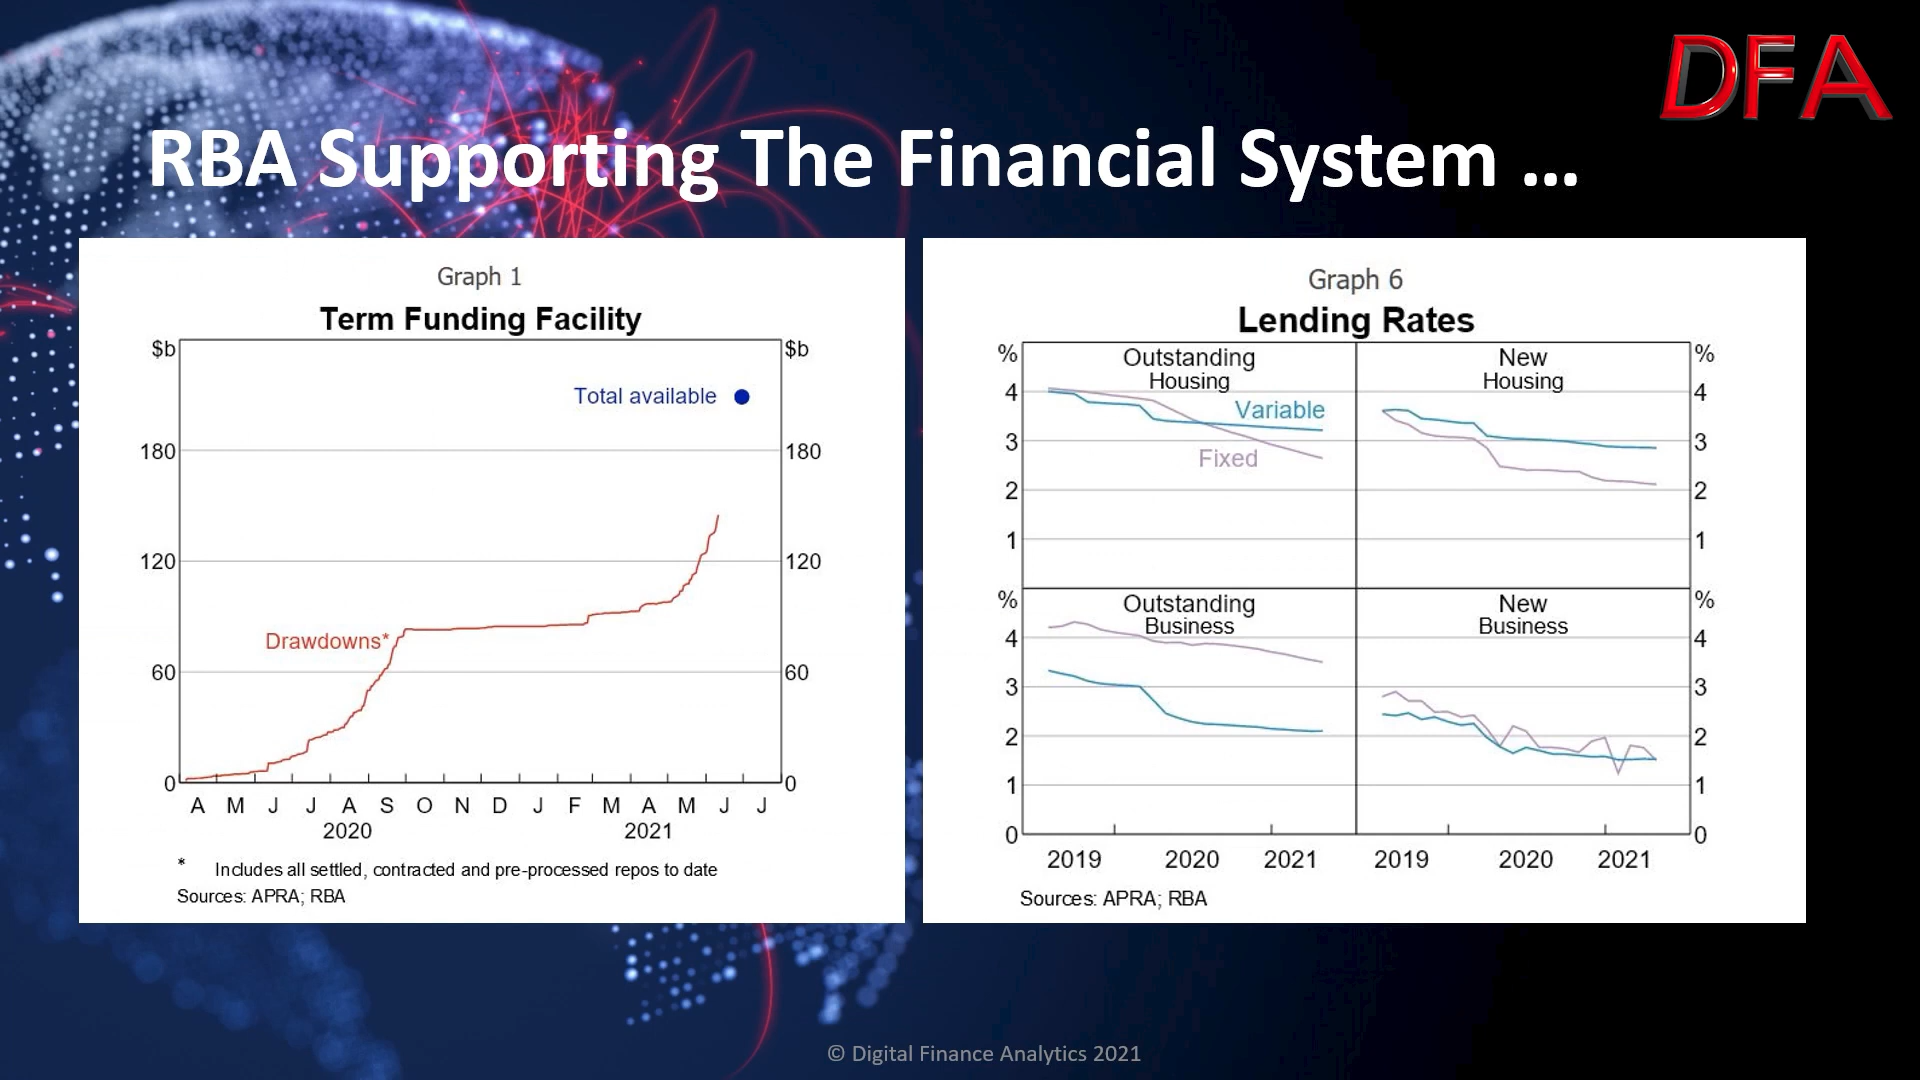 DFA
RBA Supporting The Financial System ...
Graph 1
Term Funding Facility
$b
$b
Total available
180
180
120
120
Drawdowns*
60
60
0
0
A M J J A S O N D J F M A M J J
2020 2021
* Includes all settled, contracted and pre-processed repos to date
Sources: APRA; RBA
Graph 6
Lending Rates
% Outstanding New %
Housing Housing
4 4
Variable
3 3
Fixed
2 2
1 1
% Outstanding New %
Business Business
4 4
3 3
2 2
1 1
0 0
2019 2020 2021 2019 2020 2021
Sources: APRA; RBA
© Digital Finance Analytics 2021